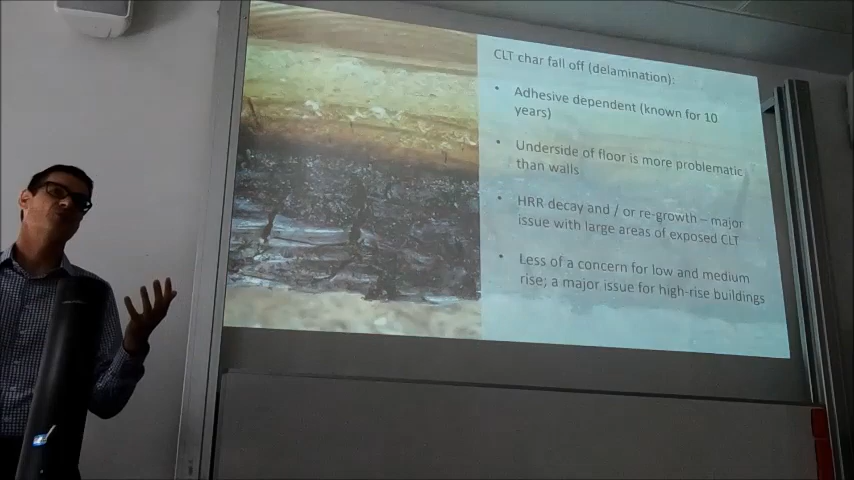 CLT char fall off (delamination):
• Adhesive dependent (known for 10
years)
• Underside of floor is more problematic
than walls
• HRR decay and / or re-growth – major
issue with large areas of exposed CLT
• Less of a concern for low and medium
rise; a major issue for high-rise buildings